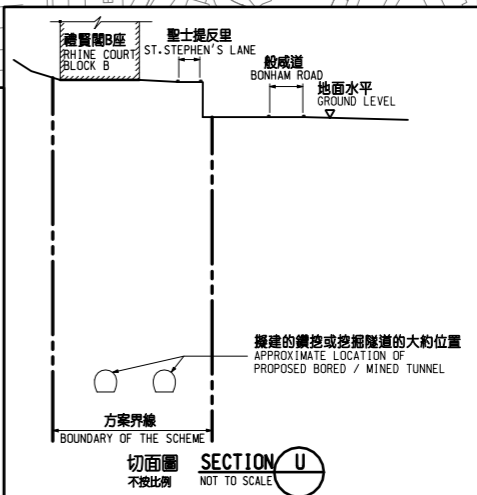 禮賢閣B座
RHINE COURT
BLOCK B
聖士提反里
ST.STEPHEN'S LANE
般咸道
BONHAM ROAD
地面水平
GROUND LEVEL
擬建的鑽挖或挖掘隧道的大約位置
APPROXIMATE LOCATION OF
PROPOSED BORED / MINED TUNNEL
方案界線
BOUNDARY OF THE SCHEME
切面圖 SECTION U
不按比例 NOT TO SCALE